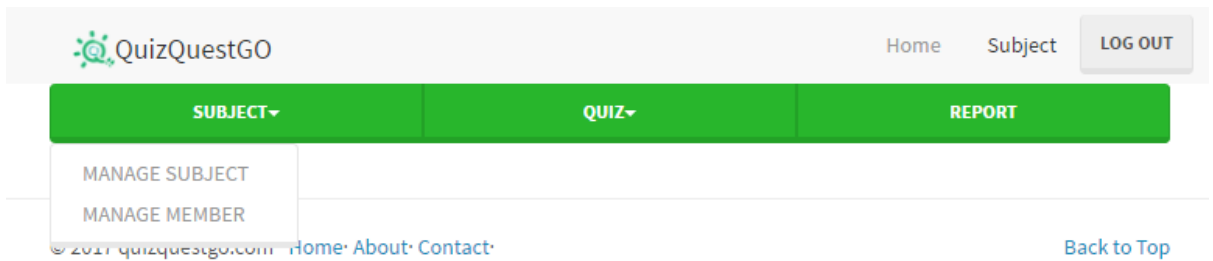 QuizQuestGO Home Subject LOG OUT
SUBJECT QUIZ REPORT
MANAGE SUBJECT
MANAGE MEMBER
© 2017 quizquestgo.com Home· About· Contact· Back to Top